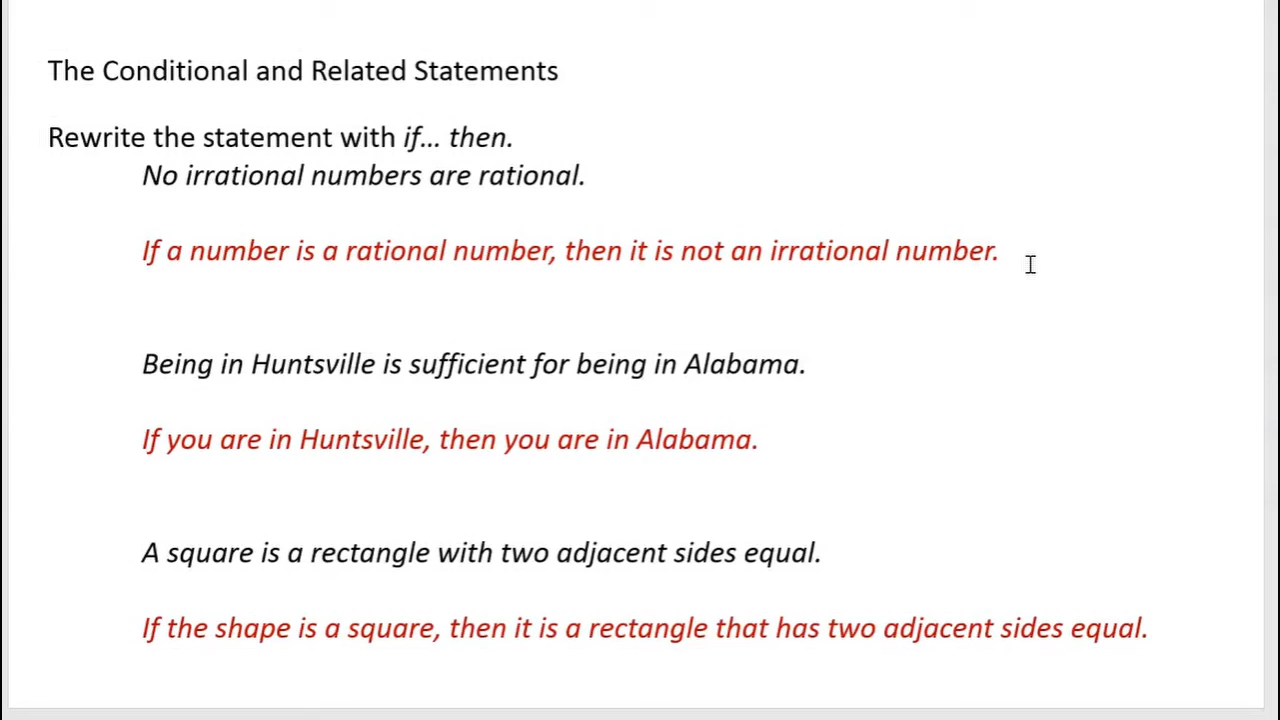 The Conditional and Related Statements
Rewrite the statement with if... then.
No irrational numbers are rational.
If a number is a rational number, then it is not an irrational number.
Being in Huntsville is sufficient for being in Alabama.
If you are in Huntsville, then you are in Alabama.
A square is a rectangle with two adjacent sides equal.
If the shape is a square, then it is a rectangle that has two adjacent sides equal.